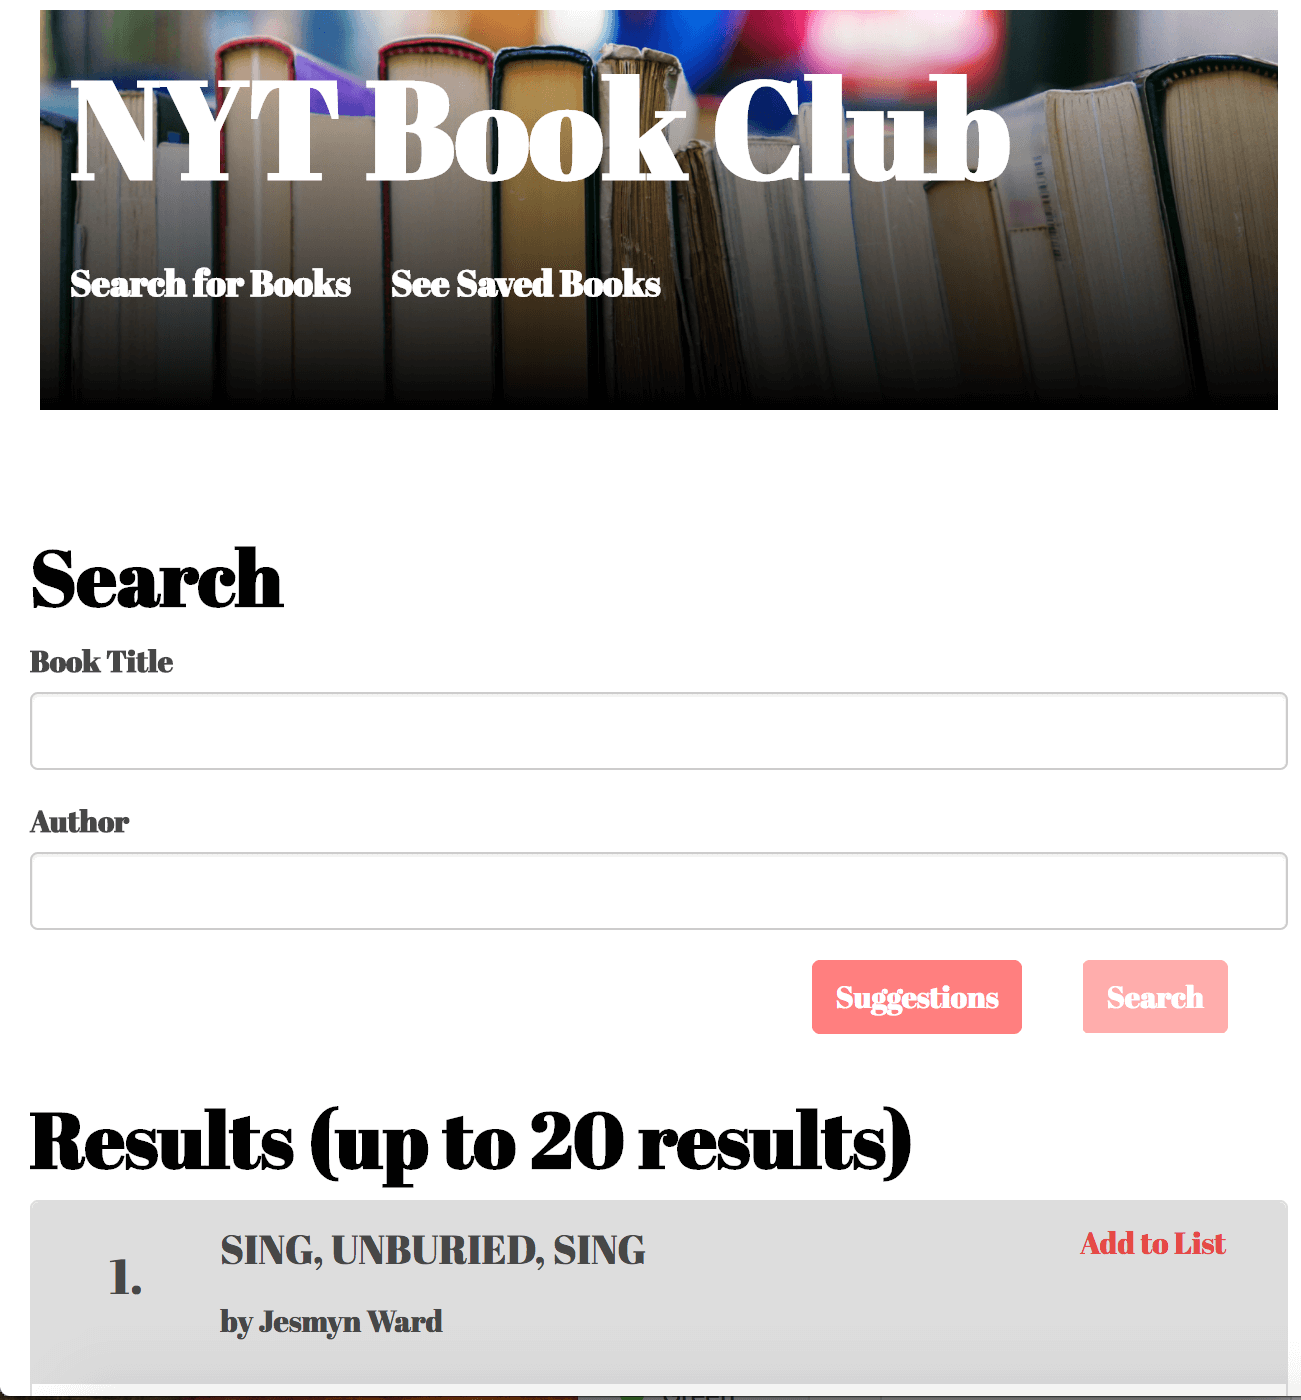 NYT Book Club
Search for Books See Saved Books
Search
Book Title
Author
Suggestions Search
Results (up to 20 results)
1. SING, UNBURIED, SING Add to List
by Jesmyn Ward